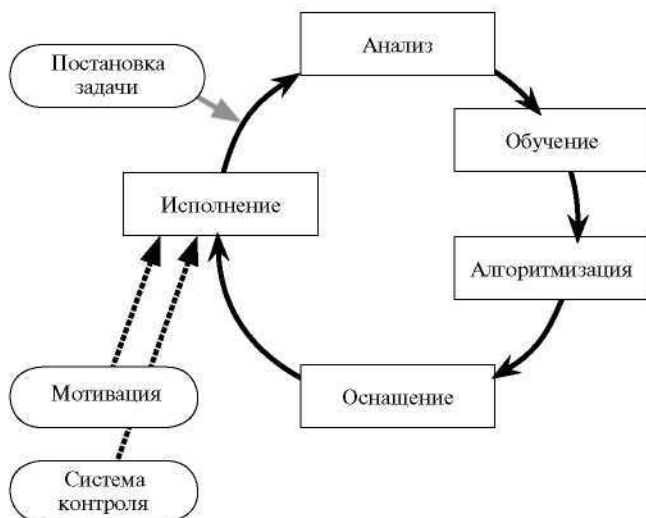 Анализ
Постановка
задачи
Обучение
Исполнение
Алгоритмизация
Мотивация
Оснащение
Система
контроля